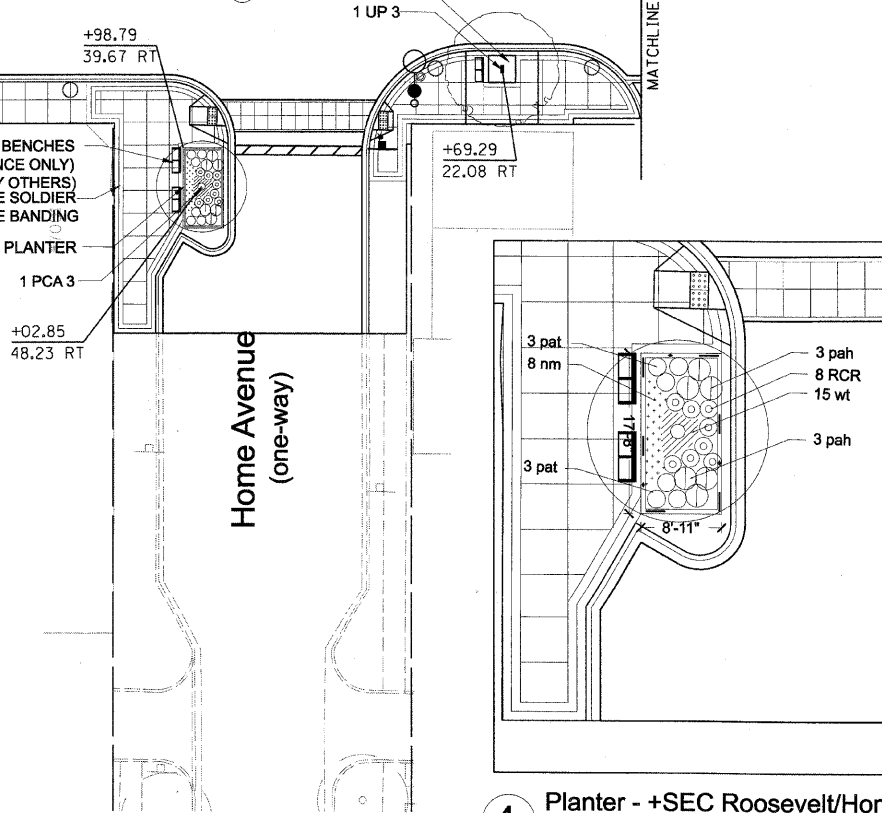 1 UP 3
MATCHLINE
+98.79
39.67 RT
BENCHES
NCE ONLY)
Y OTHERS)
E SOLDIER
E BANDING
PLANTER
1 PCA 3
+02.85
48.23 RT
+69.29
22.08 RT
Home Avenue
(one-way)
3 pat
8 nm
3 pat
17'-8"
8'-11"
3 pah
8 RCR
15 wt
3 pah
Planter - +SEC Roosevelt/Hor